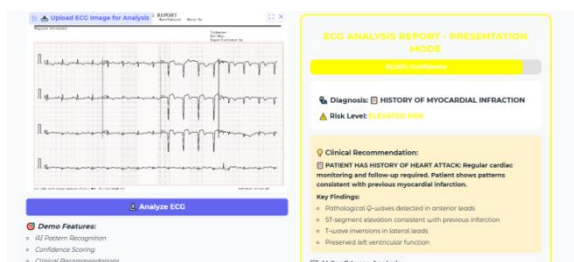 Upload ECG Image for Analysis
REPORT
Analyze ECG
Demo Features:
AI Pattern Recognition
Confidence Scoring
Clinical Recommendations
ECG ANALYSIS REPORT - PRESENTATION
MODE
Confidence
Diagnosis: HISTORY OF MYOCARDIAL INFRACTION
Risk Level: ELEVATED RISK
Clinical Recommendation:
PATIENT HAS HISTORY OF HEART ATTACK: Regular cardiac
monitoring and follow-up required. Patient shows patterns
consistent with previous myocardial infarction.
Key Findings:
Pathological Q-waves detected in anterior leads
ST-segment elevation consistent with previous infarction
T-wave inversions in lateral leads
Preserved left ventricular function